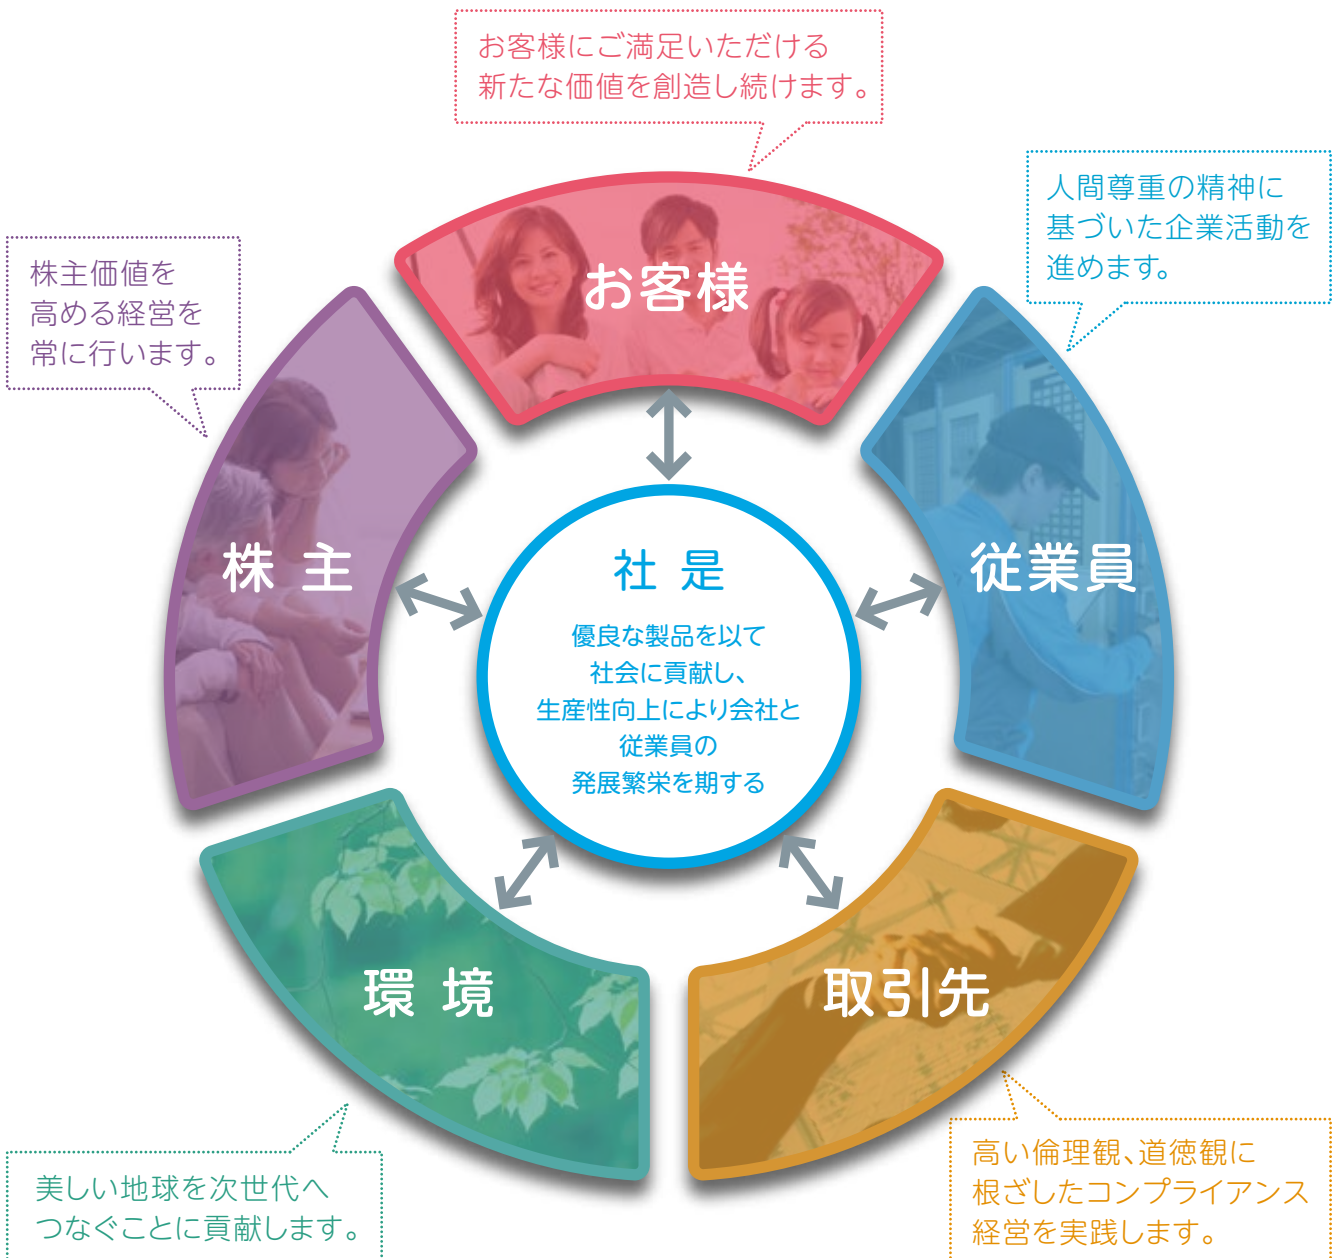 お客様にご満足いただける
新たな価値を創造し続けます。
人間尊重の精神に
基づいた企業活動を
進めます。
株主価値を
高める経営を
常に行います。
お客様
株主
従業員
社是
優良な製品を以て
社会に貢献し、
生産性向上により会社と
従業員の
発展繁栄を期する
環境
取引先
美しい地球を次世代へ
つなぐことに貢献します。
高い倫理観、道徳観に
根ざしたコンプライアンス
経営を実践します。